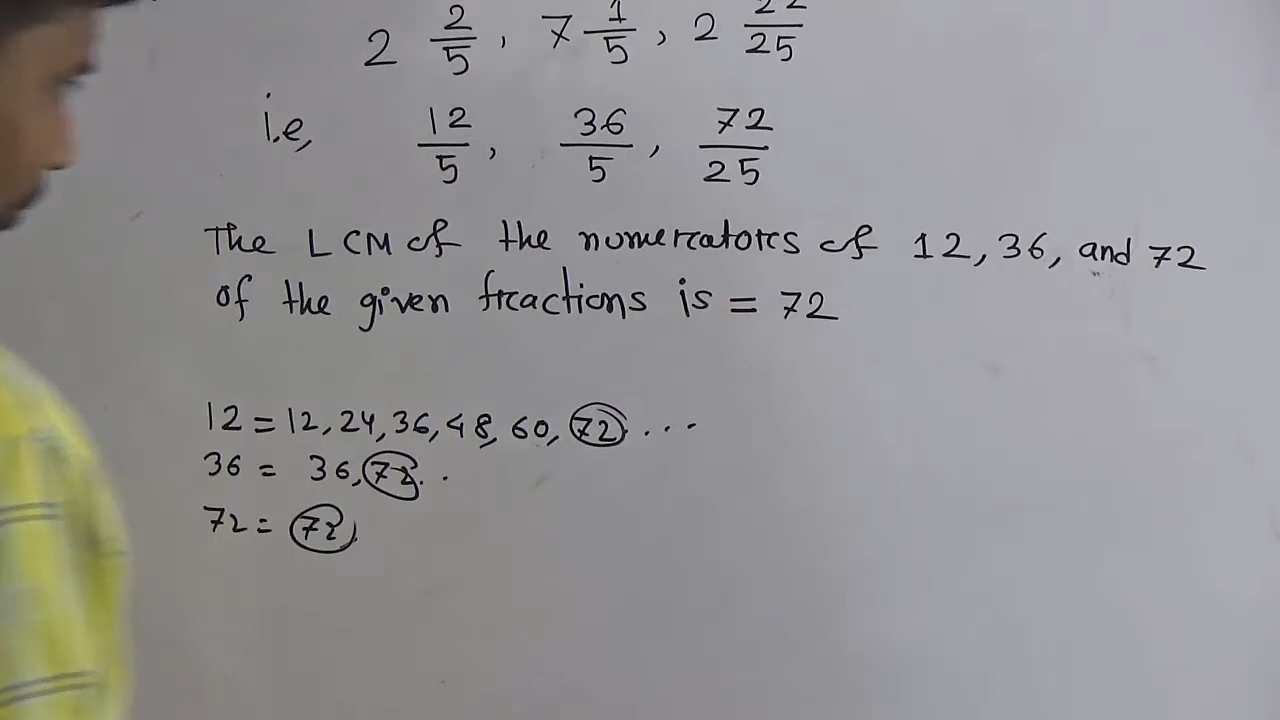 2 2/5, 7 1/5, 2 22/25
i.e, 12/5, 36/5, 72/25
The LCM of the numerators of 12, 36, and 72
of the given fractions is = 72
12 = 12, 24, 36, 48, 60, 72 ...
36 = 36, 72..
72 = 72.